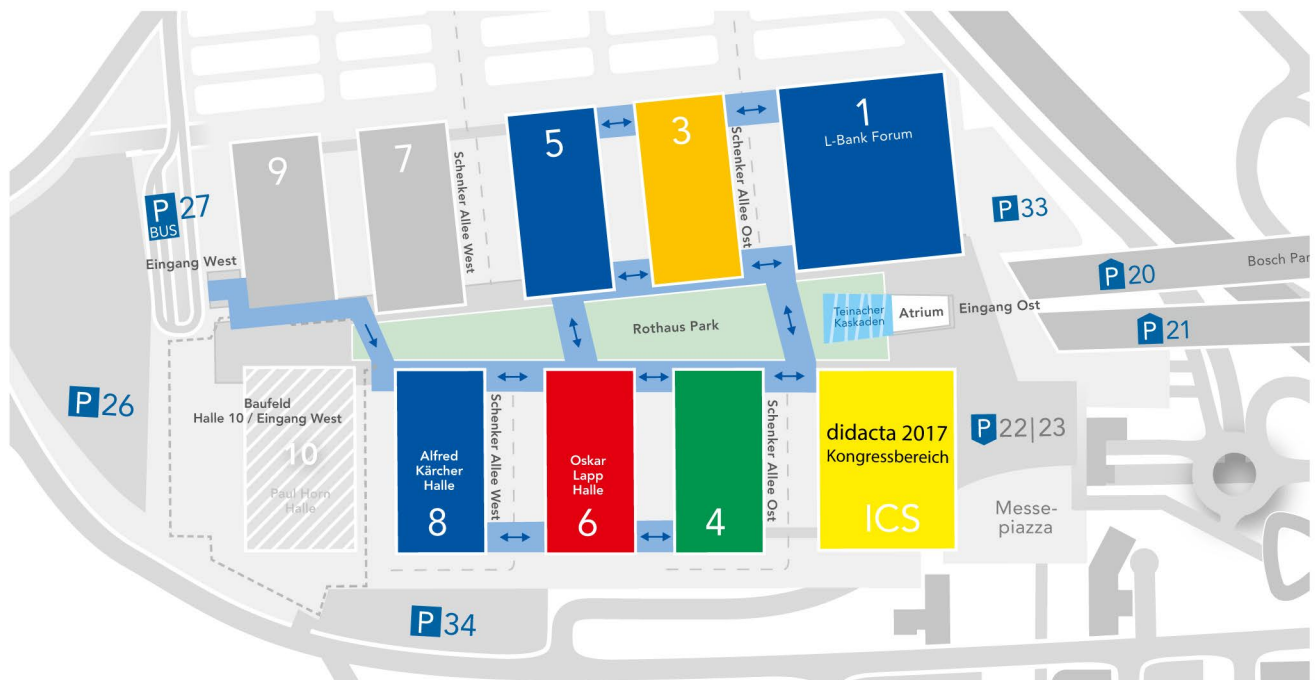 1
L-Bank Forum
3
5
7
9
Schenker Allee West
Schenker Allee Ost
P 27
BUS
P 33
Eingang West
P 20
Bosch Par
P 21
Teinacher
Kaskaden
Atrium
Eingang Ost
Rothaus Park
P 26
Baufeld
Halle 10 / Eingang West
10
Paul Horn
Halle
Alfred
Kärcher
Halle
8
Schenker Allee West
Oskar
Lapp
Halle
6
4
Schenker Allee Ost
didacta 2017
Kongressbereich
ICS
P 22|23
Messe-
piazza
P 34